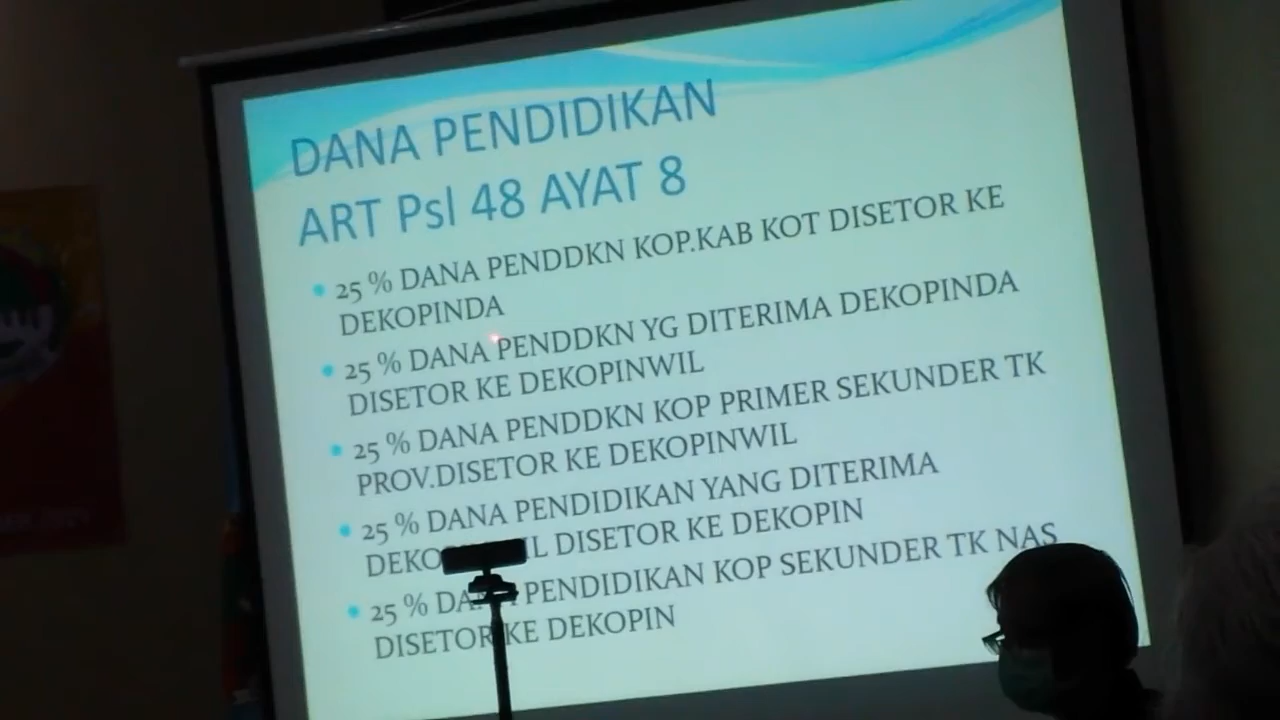 DANA PENDIDIKAN
ART Psl 48 AYAT 8
• 25 % DANA PENDDKN KOP.KAB KOT DISETOR KE
DEKOPINDA
• 25 % DANA PENDDKN YG DITERIMA DEKOPINDA
DISETOR KE DEKOPINWIL
• 25 % DANA PENDDKN KOP PRIMER SEKUNDER TK
PROV.DISETOR KE DEKOPINWIL
• 25 % DANA PENDIDIKAN YANG DITERIMA
DISETOR KE DEKOPIN
• 25 % PENDIDIKAN KOP SEKUNDER TK NAS
DISETOR KE DEKOPIN